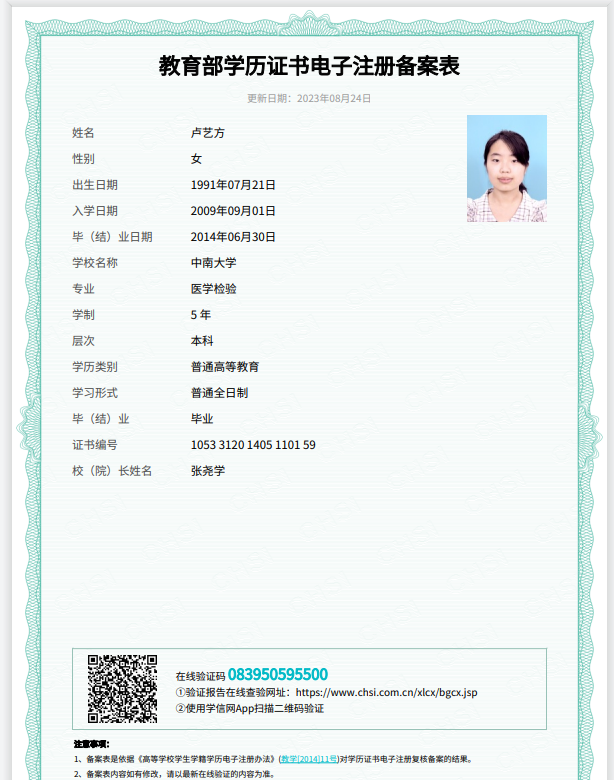 教育部学历证书电子注册备案表
更新日期：2023年08月24日
姓名 卢艺方
性别 女
出生日期 1991年07月21日
入学日期 2009年09月01日
毕（结）业日期 2014年06月30日
学校名称 中南大学
专业 医学检验
学制 5 年
层次 本科
学历类别 普通高等教育
学习形式 普通全日制
毕（结）业 毕业
证书编号 1053 3120 1405 1101 59
校（院）长姓名 张尧学
在线验证码 083950595500
①验证报告在线查验网址：https://www.chsi.com.cn/xlcx/bgcx.jsp
②使用学信网App扫描二维码验证
注意事项：
1、备案表是依据《高等学校学生学籍学历电子注册办法》(教学[2014]11号)对学历证书电子注册复核备案的结果。
2、备案表内容如有修改，请以最新在线验证的内容为准。